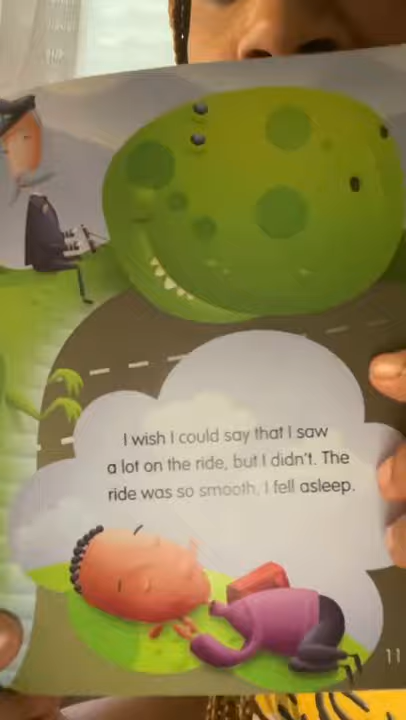 I wish I could say that I saw
a lot on the ride, but I didn't. The
ride was so smooth, I fell asleep.
11